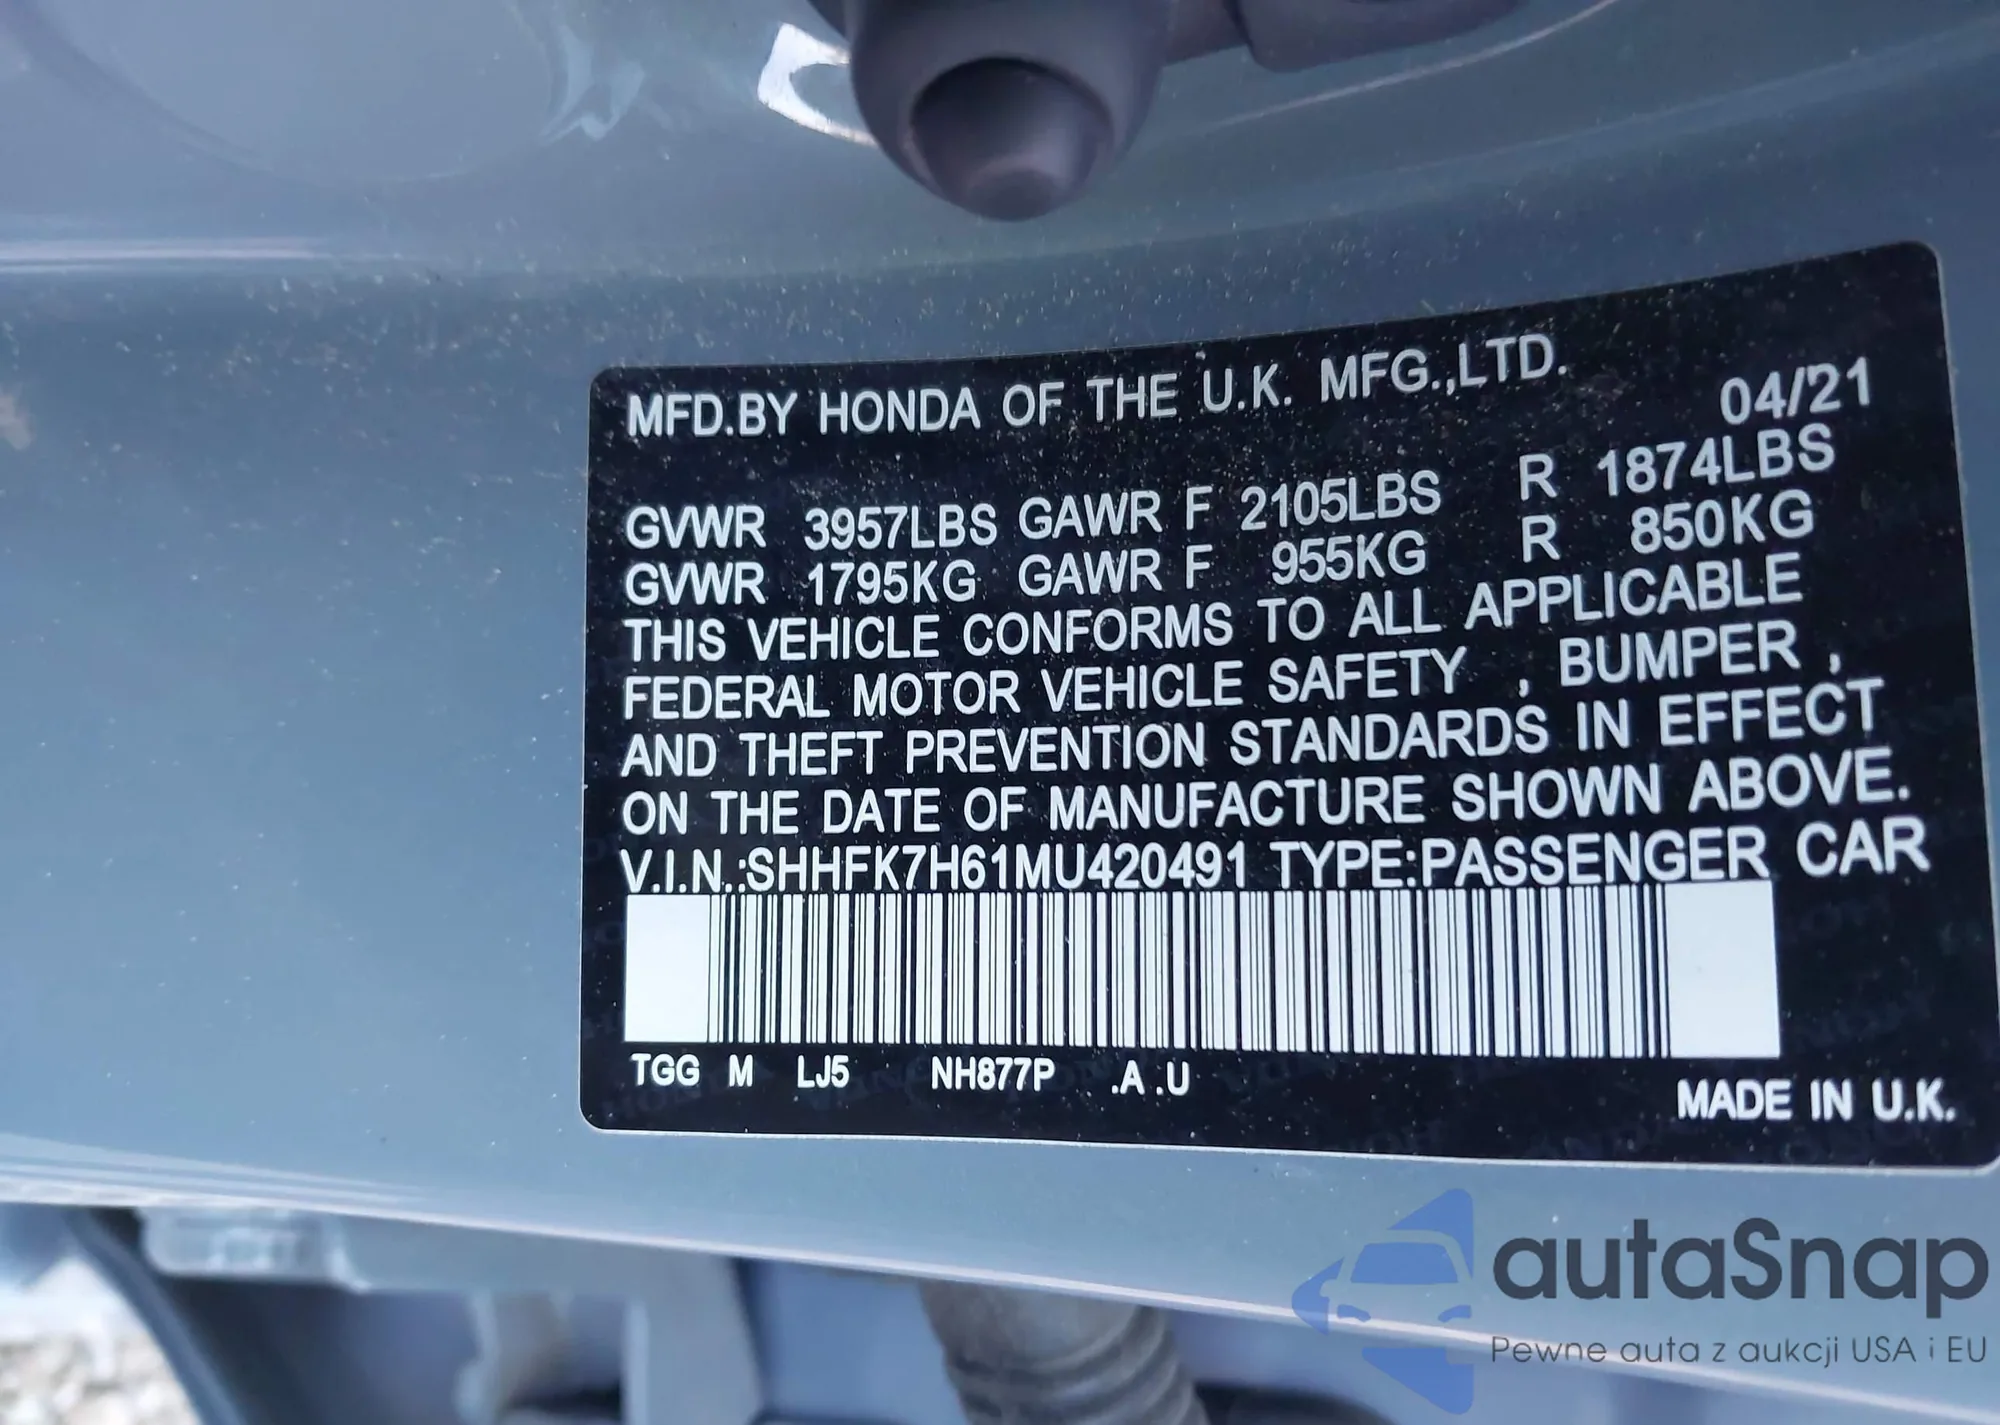 MFD.BY HONDA OF THE U.K. MFG.,LTD.
04/21
GVWR 3957LBS GAWR F 2105LBS R 1874LBS
GVWR 1795KG GAWR F 955KG R 850KG
THIS VEHICLE CONFORMS TO ALL APPLICABLE
FEDERAL MOTOR VEHICLE SAFETY , BUMPER ,
AND THEFT PREVENTION STANDARDS IN EFFECT
ON THE DATE OF MANUFACTURE SHOWN ABOVE.
V.I.N.:SHHFK7H61MU420491 TYPE:PASSENGER CAR
TGG M LJ5 NH877P .A .U
MADE IN U.K.
autaSnap
Pewne auta z aukcji USA i EU